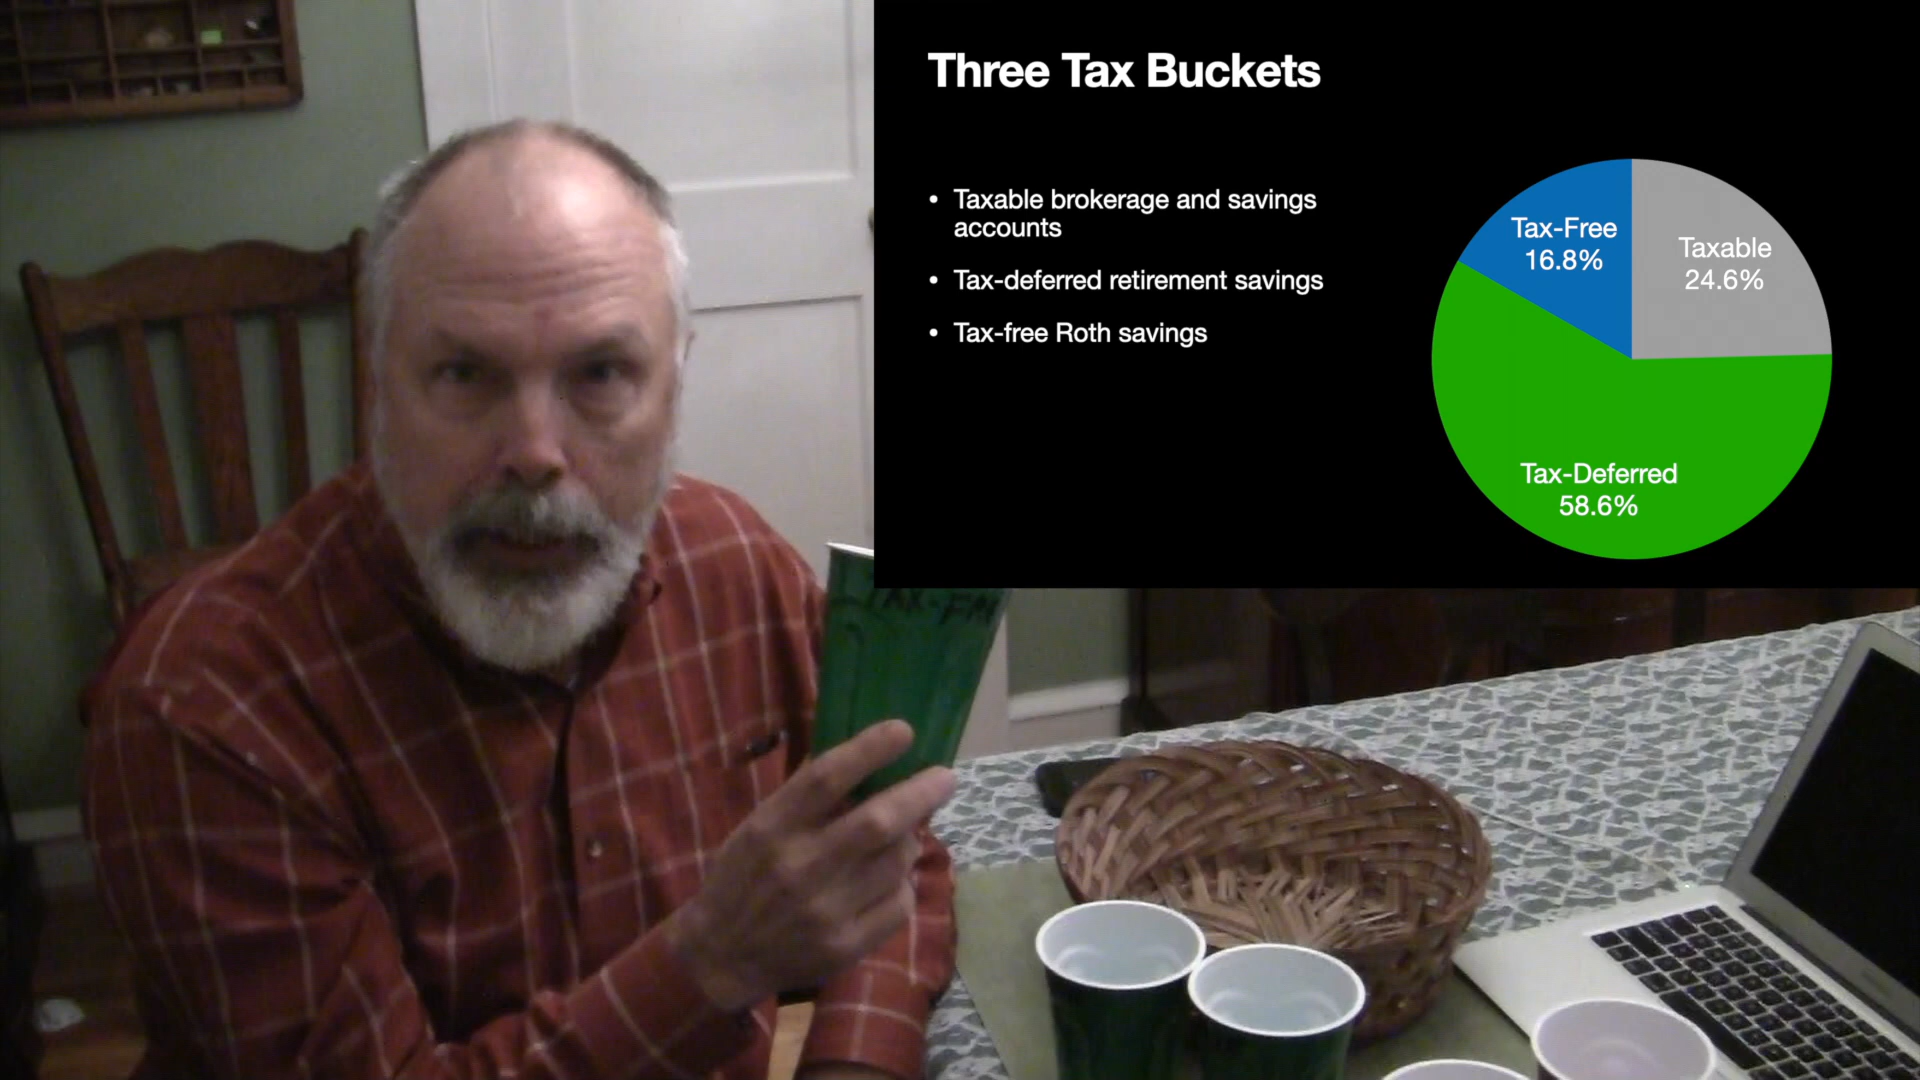 Three Tax Buckets
• Taxable brokerage and savings
accounts
• Tax-deferred retirement savings
• Tax-free Roth savings
Tax-Free
16.8%
Taxable
24.6%
Tax-Deferred
58.6%